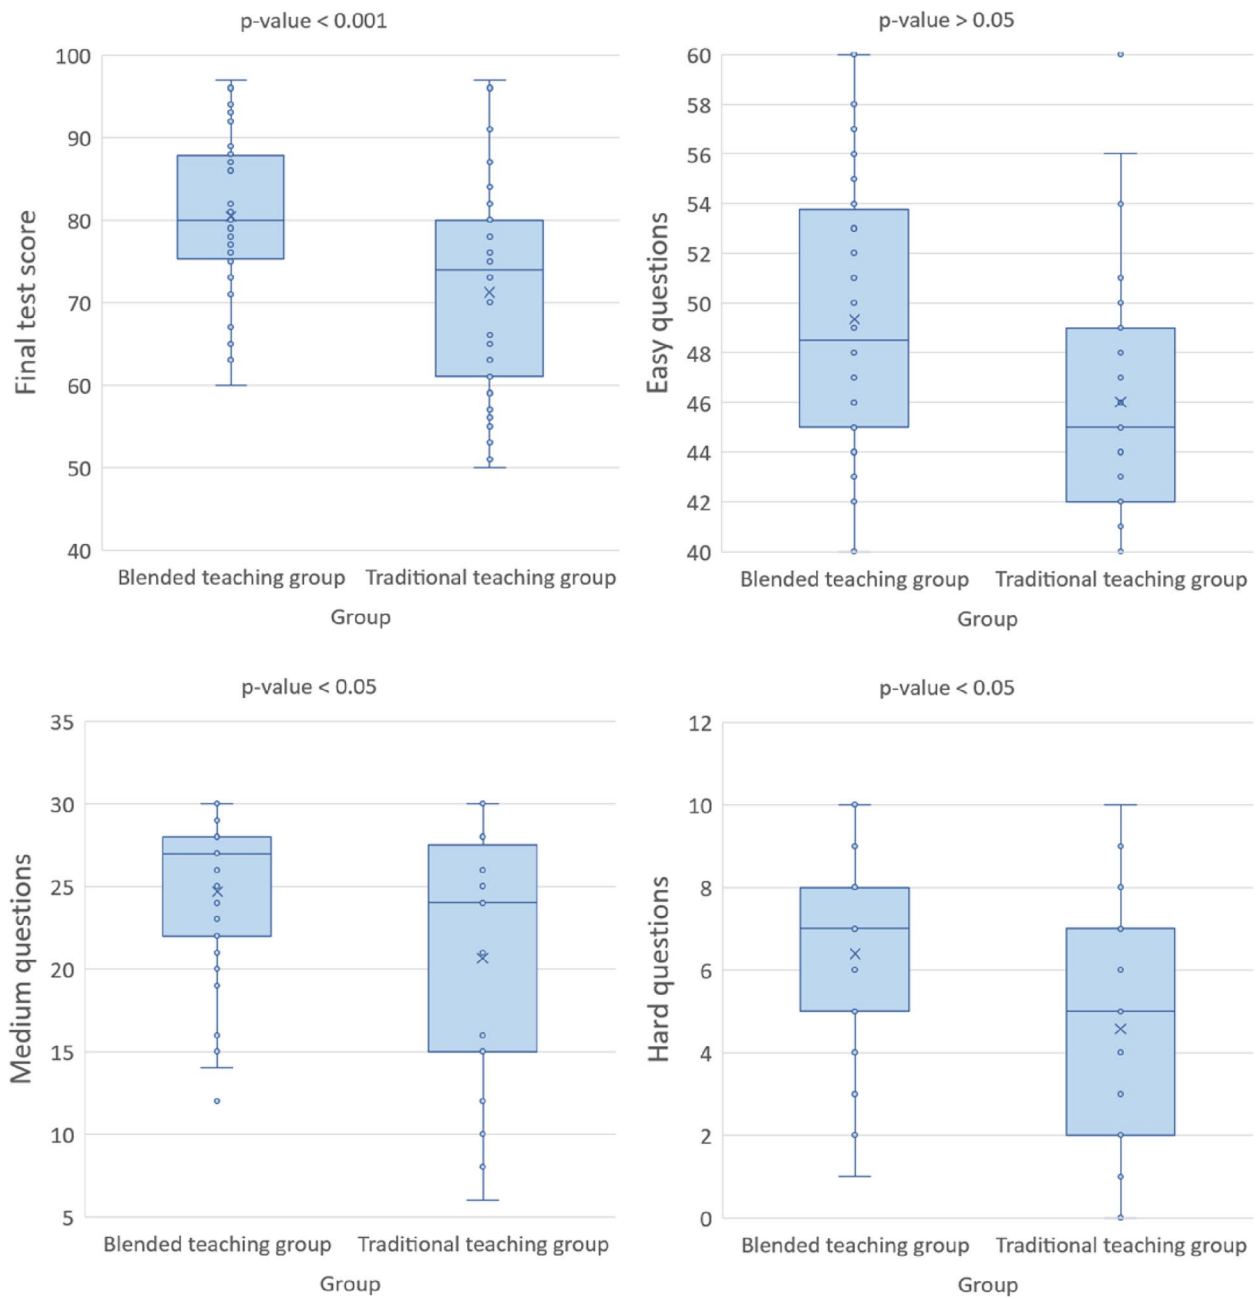 p-value < 0.001
100
90
80
70
60
50
40
Final test score
Blended teaching group
Traditional teaching group
Group
p-value > 0.05
60
58
56
54
52
50
48
46
44
42
40
Easy questions
Blended teaching group
Traditional teaching group
Group
p-value < 0.05
35
30
25
20
15
10
5
Medium questions
Blended teaching group
Traditional teaching group
Group
p-value < 0.05
12
10
8
6
4
2
0
Hard questions
Blended teaching group
Traditional teaching group
Group